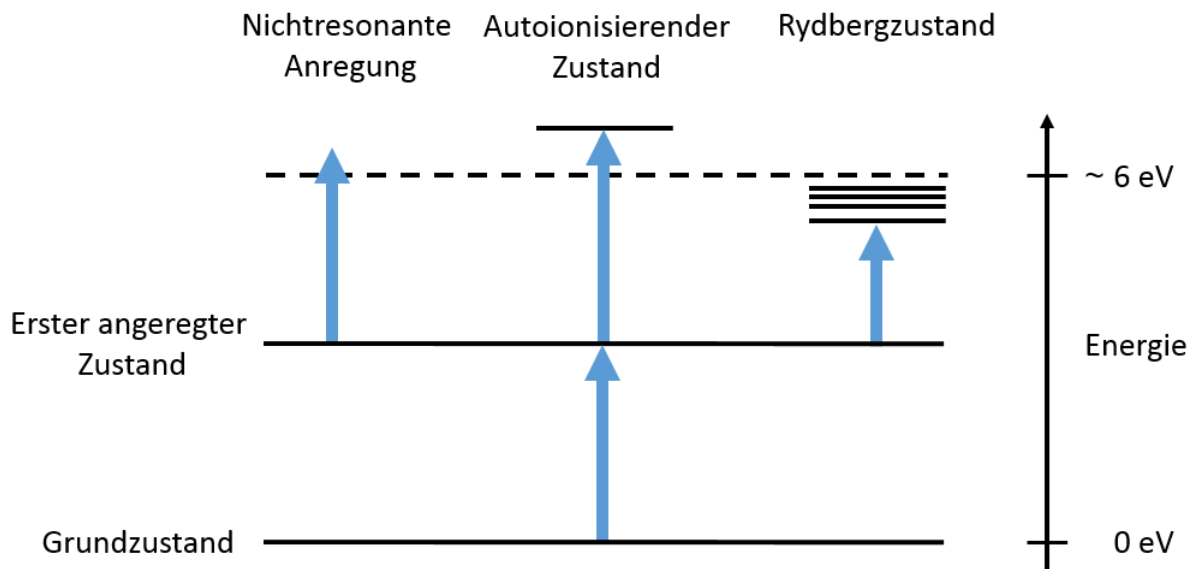 Nichtresonante
Anregung
Autoionisierender
Zustand
Rydbergzustand
~ 6 eV
Erster angeregter
Zustand
Energie
Grundzustand
0 eV